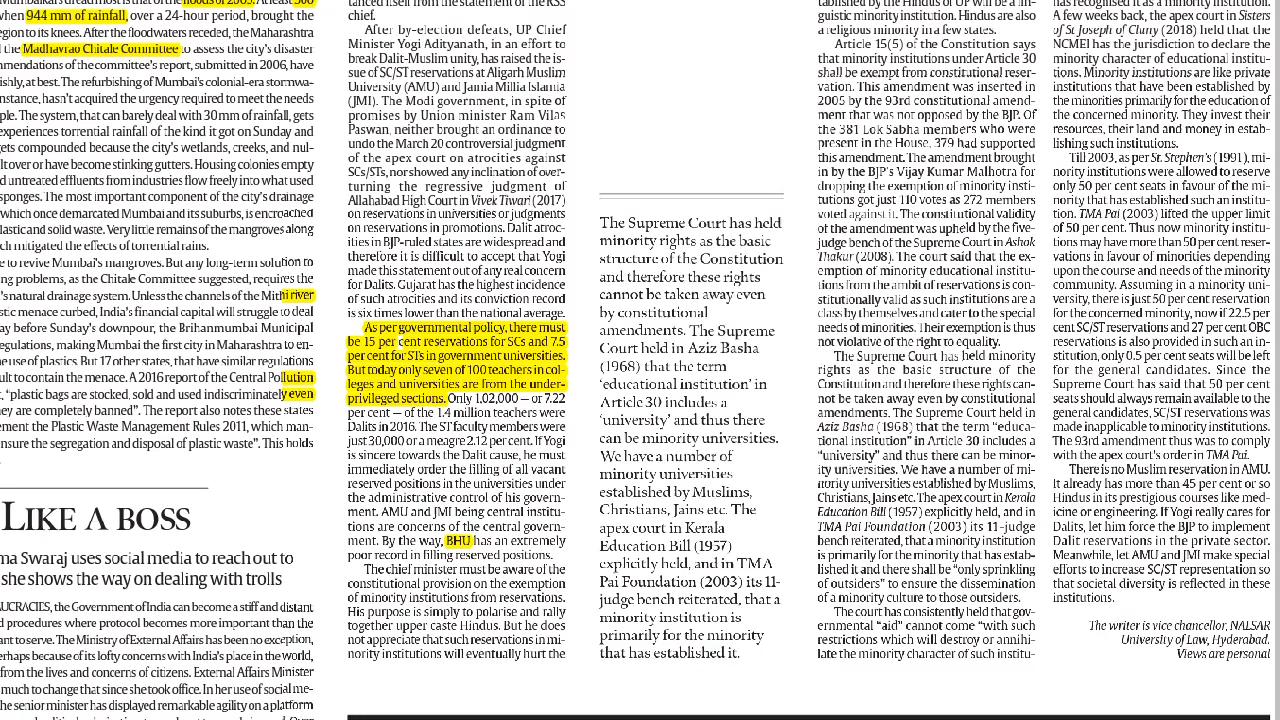 when 944 mm of rainfall, over a 24-hour period, brought the
region to its knees. After the floodwaters receded, the Maharashtra
the Madhavrao Chitale Committee to assess the city's disaster
submitted in 2006, have
at best. The refurbishing of Mumbai's colonial-era stormwa-
hasn't acquired the urgency required to meet the needs
The system, that can barely deal with 30 mm of rainfall, gets
experiences torrential rainfall of the kind it got on Sunday and
gets compounded because the city's wetlands, creeks, and nul-
over or have become stinking gutters. Housing colonies empty
untreated effluents from industries flow freely into what used
sponges. The most important component of the city's drainage
which once demarcated Mumbai and its suburbs, is encroached
and solid waste. Very little remains of the mangroves along
mitigated the effects of torrential rains.
to revive Mumbai's mangroves. But any long-term solution to
problems, as the Chitale Committee suggested, requires the
natural drainage system. Unless the channels of the Mithi river
menace curbed, India's financial capital will struggle to deal
before Sunday's downpour, the Brihanmumbai Municipal
regulations, making Mumbai the first city in Maharashtra to en-
use of plastics. But 17 other states, that have similar regulations
to contain the menace. A 2016 report of the Central Pollution
"plastic bags are stocked, sold and used indiscriminately even
they are completely banned". The report also notes these states
the Plastic Waste Management Rules 2011, which man-
ensure the segregation and disposal of plastic waste". This holds
LIKE A BOSS
Swaraj uses social media to reach out to
she shows the way on dealing with trolls
the Government of India can become a stiff and distant
procedures where protocol becomes more important than the
to serve. The Ministry of External Affairs has been no exception,
perhaps because of its lofty concerns with India's place in the world,
from the lives and concerns of citizens. External Affairs Minister
much to change that since she took office. In her use of social me-
the senior minister has displayed remarkable agility on a platform
tanced itself from the statement of the RSS
chief.
After by-election defeats, UP Chief
Minister Yogi Adityanath, in an effort to
break Dalit-Muslim unity, has raised the is-
sue of SC/ST reservations at Aligarh Muslim
University (AMU) and Jamia Millia Islamia
(JMI). The Modi government, in spite of
promises by Union minister Ram Vilas
Paswan, neither brought an ordinance to
undo the March 20 controversial judgment
of the apex court on atrocities against
SCs/STs, nor showed any inclination of over-
turning the regressive judgment of
Allahabad High Court in Vivek Tiwari (2017)
on reservations in universities or judgments
on reservations in promotions. Dalit atroc-
ities in BJP-ruled states are widespread and
therefore it is difficult to accept that Yogi
made this statement out of any real concern
for Dalits. Gujarat has the highest incidence
of such atrocities and its conviction record
is six times lower than the national average.
As per governmental policy, there must
be 15 per cent reservations for SCs and 7.5
per cent for STs in government universities.
But today only seven of 100 teachers in col-
leges and universities are from the under-
privileged sections. Only 1,02,000 — or 7.22
per cent — of the 1.4 million teachers were
Dalits in 2016. The ST faculty members were
just 30,000 or a meagre 2.12 per cent. If Yogi
is sincere towards the Dalit cause, he must
immediately order the filling of all vacant
reserved positions in the universities under
the administrative control of his govern-
ment. AMU and JMI being central institu-
tions are concerns of the central govern-
ment. By the way, BHU has an extremely
poor record in filling reserved positions.
The chief minister must be aware of the
constitutional provision on the exemption
of minority institutions from reservations.
His purpose is simply to polarise and rally
together upper caste Hindus. But he does
not appreciate that such reservations in mi-
nority institutions will eventually hurt the
The Supreme Court has held
minority rights as the basic
structure of the Constitution
and therefore these rights
cannot be taken away even
by constitutional
amendments. The Supreme
Court held in Aziz Basha
(1968) that the term
'educational institution' in
Article 30 includes a
'university' and thus there
can be minority universities.
We have a number of
minority universities
established by Muslims,
Christians, Jains etc. The
apex court in Kerala
Education Bill (1957)
explicitly held, and in TMA
Pai Foundation (2003) its 11-
judge bench reiterated, that a
minority institution is
primarily for the minority
that has established it.
tablished by the Hindus of UP will be a lin-
guistic minority institution. Hindus are also
a religious minority in a few states.
Article 15(5) of the Constitution says
that minority institutions under Article 30
shall be exempt from constitutional reser-
vation. This amendment was inserted in
2005 by the 93rd constitutional amend-
ment that was not opposed by the BJP. Of
the 381 Lok Sabha members who were
present in the House, 379 had supported
this amendment. The amendment brought
in by the BJP's Vijay Kumar Malhotra for
dropping the exemption of minority insti-
tutions got just 110 votes as 272 members
voted against it. The constitutional validity
of the amendment was upheld by the five-
judge bench of the Supreme Court in Ashok
Thakur (2008). The court said that the ex-
emption of minority educational institu-
tions from the ambit of reservations is con-
stitutionally valid as such institutions are a
class by themselves and cater to the special
needs of minorities. Their exemption is thus
not violative of the right to equality.
The Supreme Court has held minority
rights as the basic structure of the
Constitution and therefore these rights can-
not be taken away even by constitutional
amendments. The Supreme Court held in
Aziz Basha (1968) that the term "educa-
tional institution" in Article 30 includes a
"university" and thus there can be minor-
ity universities. We have a number of mi-
nority universities established by Muslims,
Christians, Jains etc. The apex court in Kerala
Education Bill (1957) explicitly held, and in
TMA Pai Foundation (2003) its 11-judge
bench reiterated, that a minority institution
is primarily for the minority that has estab-
lished it and there shall be "only sprinkling
of outsiders" to ensure the dissemination
of a minority culture to those outsiders.
The court has consistently held that gov-
ernmental "aid" cannot come "with such
restrictions which will destroy or annihi-
late the minority character of such institu-
has recognised it as a minority institution.
A few weeks back, the apex court in Sisters
of St Joseph of Cluny (2018) held that the
NCMEI has the jurisdiction to declare the
minority character of educational institu-
tions. Minority institutions are like private
institutions that have been established by
the minorities primarily for the education of
the concerned minority. They invest their
resources, their land and money in estab-
lishing such institutions.
Till 2003, as per St. Stephen's (1991), mi-
nority institutions were allowed to reserve
only 50 per cent seats in favour of the mi-
nority that has established such an institu-
tion. TMA Pai (2003) lifted the upper limit
of 50 per cent. Thus now minority institu-
tions may have more than 50 per cent reser-
vations in favour of minorities depending
upon the course and needs of the minority
community. Assuming in a minority uni-
versity, there is just 50 per cent reservation
for the concerned minority, now if 22.5 per
cent SC/ST reservations and 27 per cent OBC
reservations is also provided in such an in-
stitution, only 0.5 per cent seats will be left
for the general candidates. Since the
Supreme Court has said that 50 per cent
seats should always remain available to the
general candidates, SC/ST reservations was
made inapplicable to minority institutions.
The 93rd amendment thus was to comply
with the apex court's order in TMA Pai.
There is no Muslim reservation in AMU.
It already has more than 45 per cent or so
Hindus in its prestigious courses like med-
icine or engineering. If Yogi really cares for
Dalits, let him force the BJP to implement
Dalit reservations in the private sector.
Meanwhile, let AMU and JMI make special
efforts to increase SC/ST representation so
that societal diversity is reflected in these
institutions.
The writer is vice chancellor, NALSAR
University of Law, Hyderabad.
Views are personal